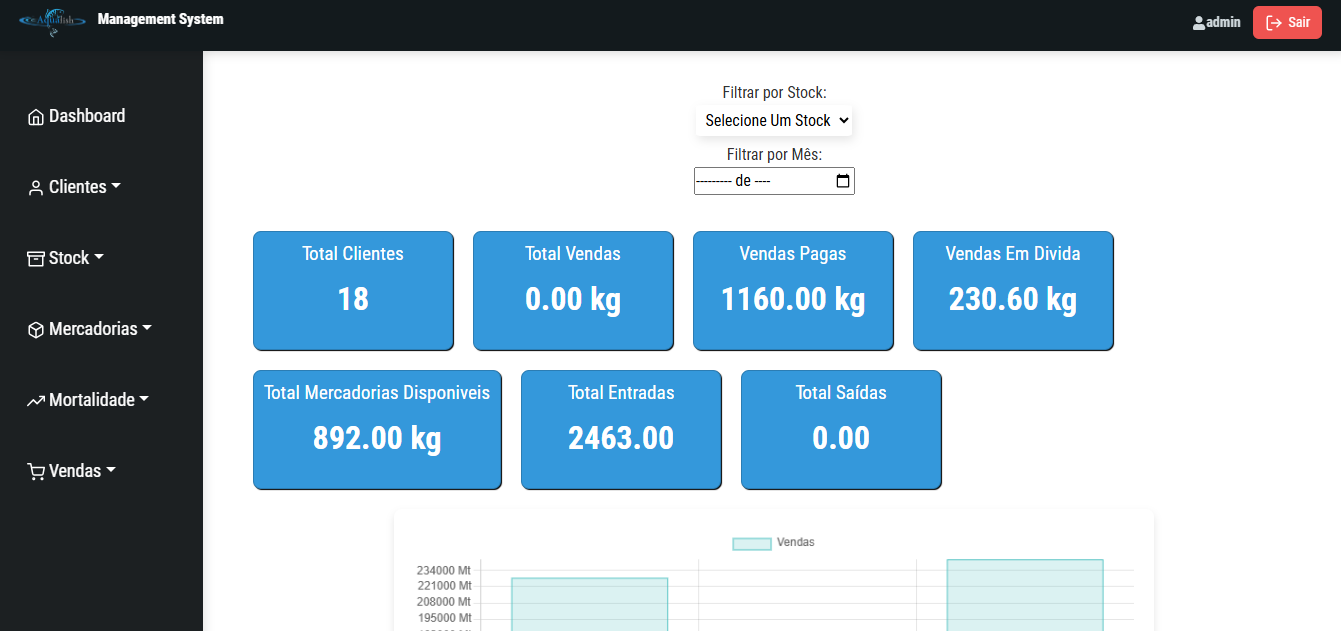 Management System
admin
Sair
Dashboard
Clientes
Stock
Mercadorias
Mortalidade
Vendas
Filtrar por Stock:
Selecione Um Stock
Filtrar por Mês:
--------- de ----
Total Clientes
18
Total Vendas
0.00 kg
Vendas Pagas
1160.00 kg
Vendas Em Divida
230.60 kg
Total Mercadorias Disponiveis
892.00 kg
Total Entradas
2463.00
Total Saídas
0.00
Vendas
234000 Mt
221000 Mt
208000 Mt
195000 Mt